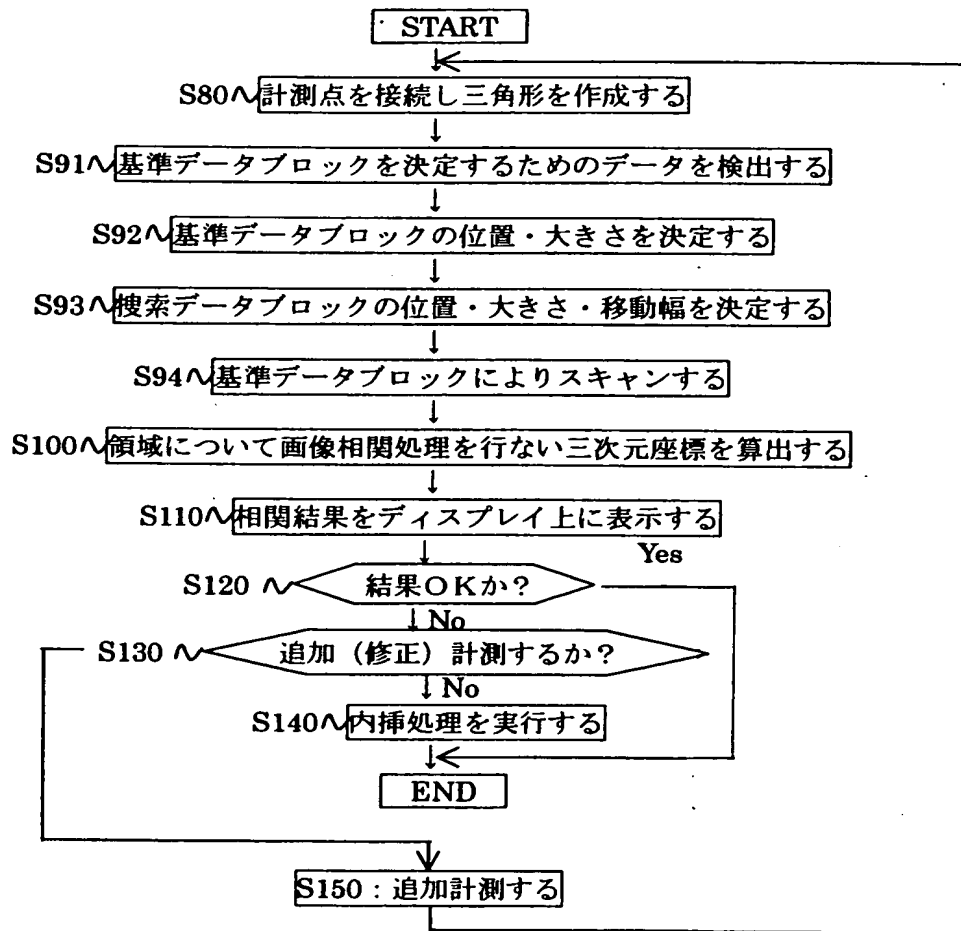 START
S80 計測点を接続し三角形を作成する
S91 基準データブロックを決定するためのデータを検出する
S92 基準データブロックの位置・大きさを決定する
S93 捜索データブロックの位置・大きさ・移動幅を決定する
S94 基準データブロックによりスキャンする
S100 領域について画像相関処理を行ない三次元座標を算出する
S110 相関結果をディスプレイ上に表示する
Yes
S120 結果OKか?
No
S130 追加(修正)計測するか?
No
S140 内挿処理を実行する
END
S150:追加計測する